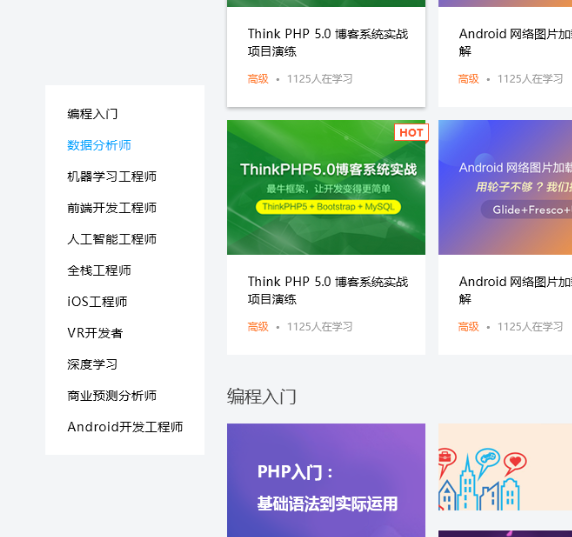 Think PHP 5.0 博客系统实战
项目演练
高级 • 1125人在学习
Android 网络图片加
解
高级 • 1125人在学习
编程入门
数据分析师
机器学习工程师
前端开发工程师
人工智能工程师
全栈工程师
iOS工程师
VR开发者
深度学习
商业预测分析师
Android开发工程师
HOT
ThinkPHP5.0博客系统实战
最牛框架，让开发变得更简单
ThinkPHP5 + Bootstrap + MySQL
Think PHP 5.0 博客系统实战
项目演练
高级 • 1125人在学习
Android 网络图片加
用轮子不够？我们
Glide+Fresco+
Android 网络图片加
解
高级 • 1125人在学习
编程入门
PHP入门：
基础语法到实际运用